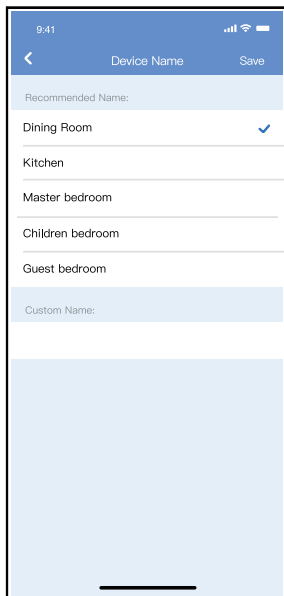 9:41
Device Name Save
Recommended Name:
Dining Room
Kitchen
Master bedroom
Children bedroom
Guest bedroom
Custom Name: